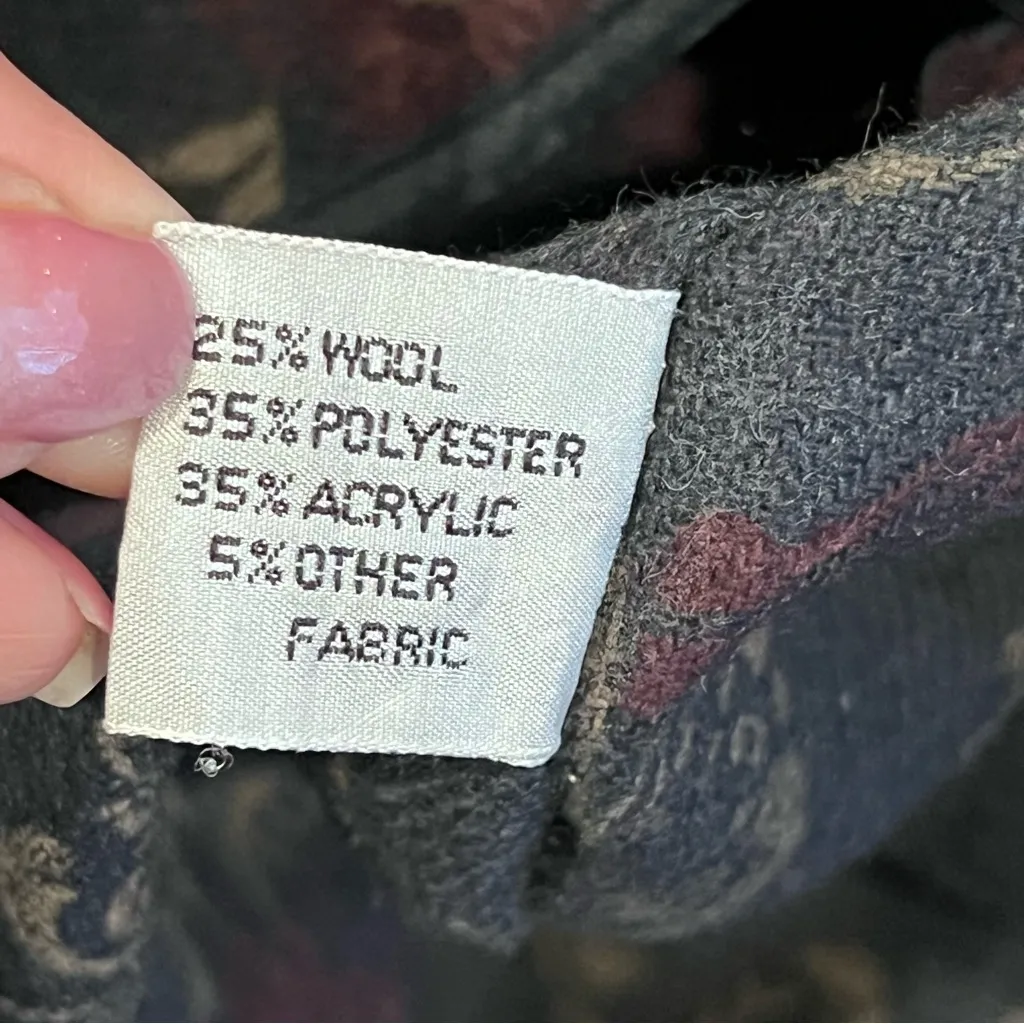 25% WOOL
35% POLYESTER
35% ACRYLIC
5% OTHER
FABRIC